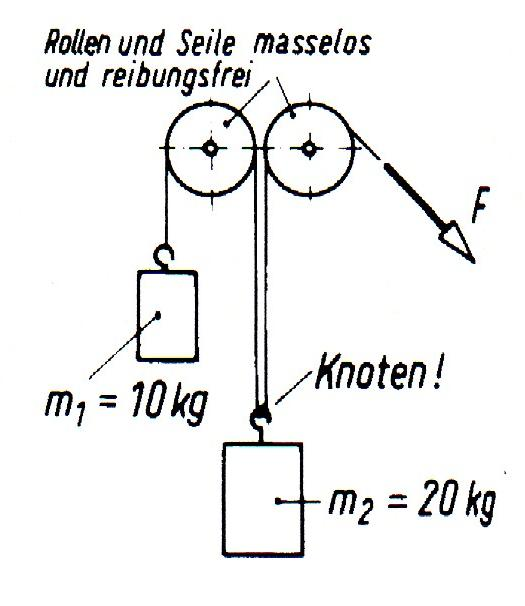 Rollen und Seile masselos
und reibungsfrei
F
Knoten!
m₁ = 10 kg
m₂ = 20 kg